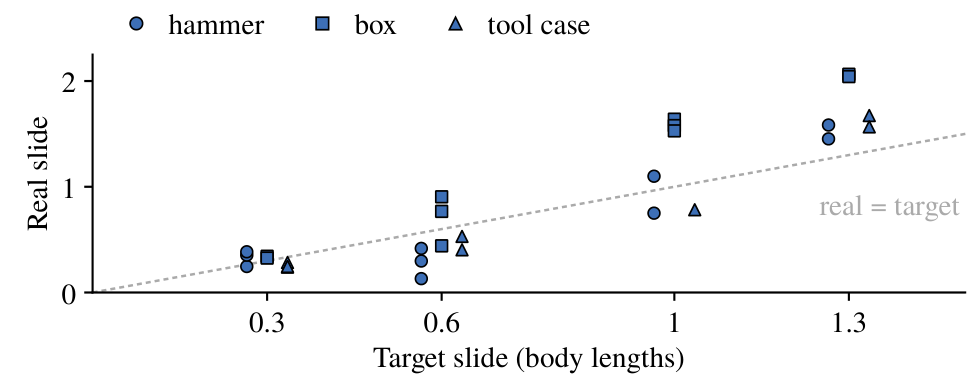 hammer box tool case
2
1
0
Real slide
real = target
0.3 0.6 1 1.3
Target slide (body lengths)